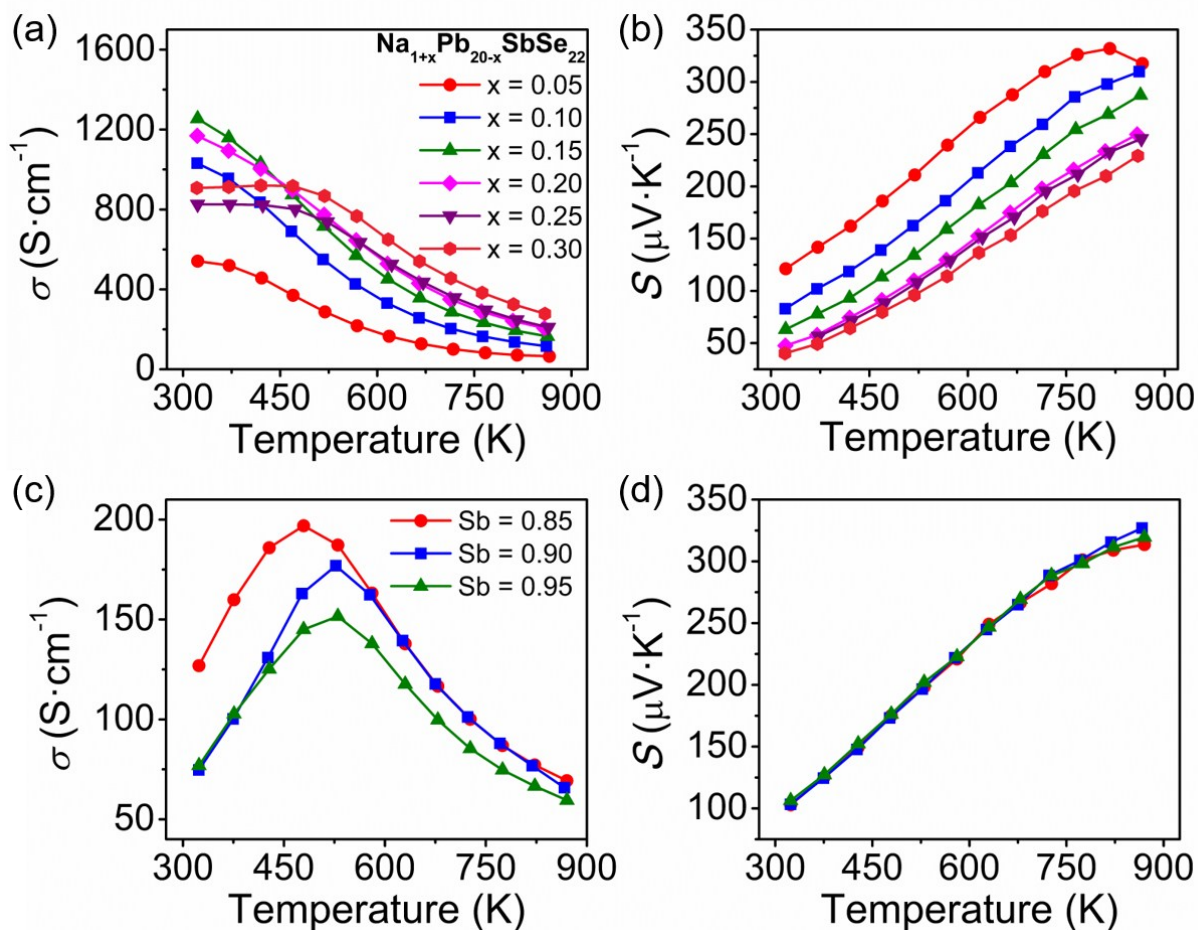 (a)
1600
1200
800
400
0
σ (S·cm⁻¹)
Na₁₊ₓPb₂₀₋ₓSbSe₂₂
x = 0.05
x = 0.10
x = 0.15
x = 0.20
x = 0.25
x = 0.30
300 450 600 750 900
Temperature (K)
(b)
350
300
250
200
150
100
50
S (μV·K⁻¹)
300 450 600 750 900
Temperature (K)
(c)
200
150
100
50
σ (S·cm⁻¹)
Sb = 0.85
Sb = 0.90
Sb = 0.95
300 450 600 750 900
Temperature (K)
(d)
350
300
250
200
150
100
S (μV·K⁻¹)
300 450 600 750 900
Temperature (K)